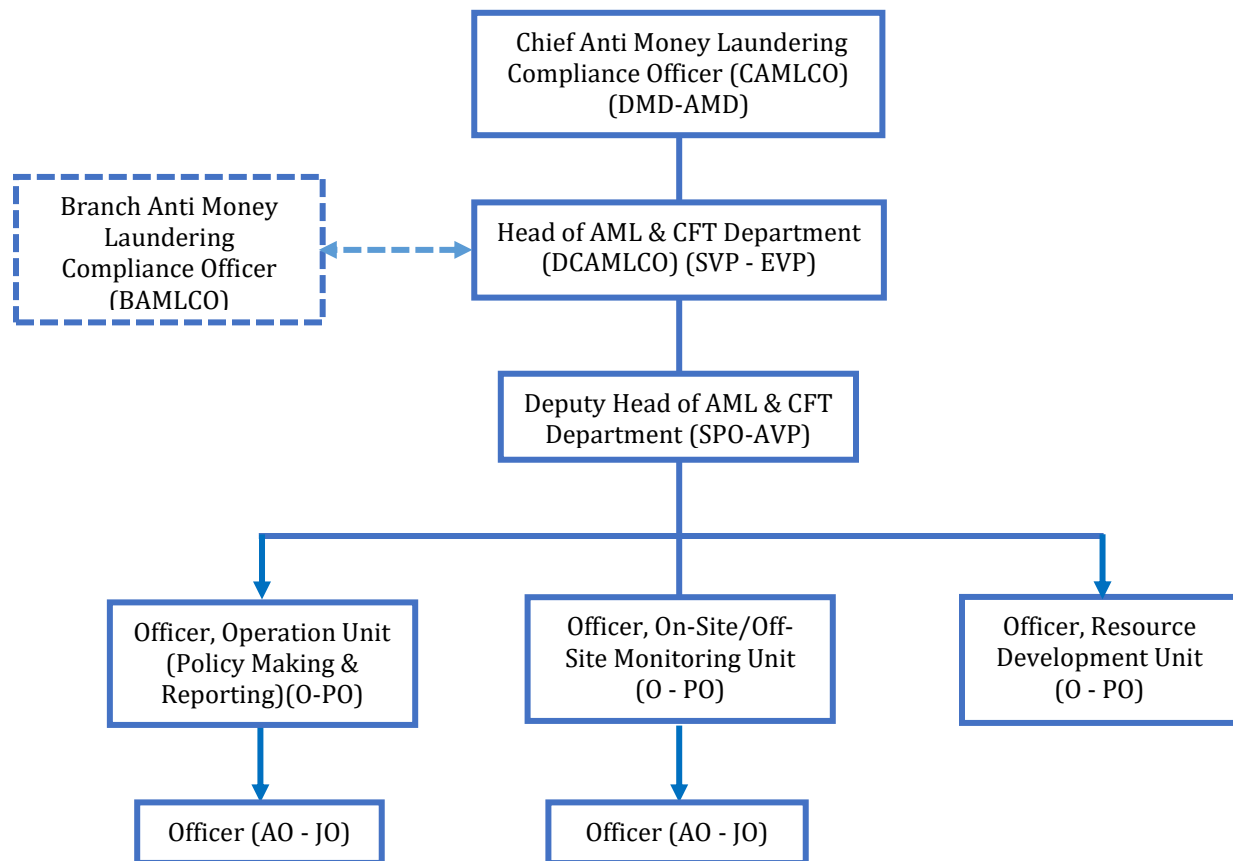 Chief Anti Money Laundering
Compliance Officer (CAMLCO)
(DMD-AMD)
Branch Anti Money
Laundering
Compliance Officer
(BAMLCO)
Head of AML & CFT Department
(DCAMLCO) (SVP - EVP)
Deputy Head of AML & CFT
Department (SPO-AVP)
Officer, Operation Unit
(Policy Making &
Reporting)(O-PO)
Officer, On-Site/Off-
Site Monitoring Unit
(O - PO)
Officer, Resource
Development Unit
(O - PO)
Officer (AO - JO)
Officer (AO - JO)